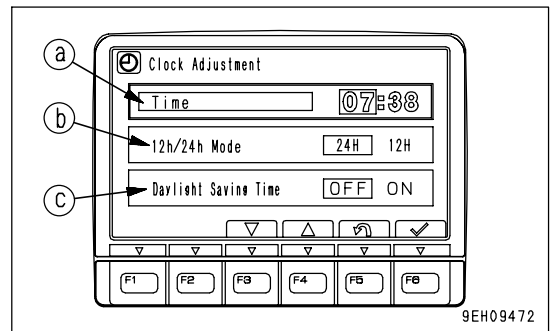 a
Clock Adjustment
Time 07:38
b
12h/24h Mode 24H 12H
c
Daylight Saving Time OFF ON
F1 F2 F3 F4 F5 F6
9EH09472